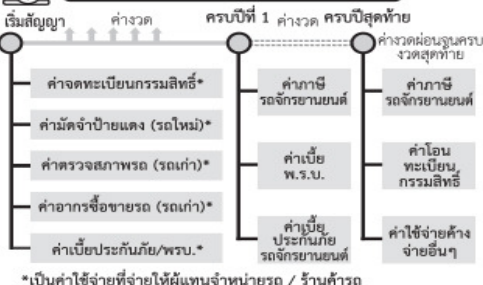 เริ่มสัญญา ค่างวด ครบปีที่ 1 ค่างวด ครบปีสุดท้าย
ค่างวดผ่อนจนครบ
งวดสุดท้าย
ค่าจดทะเบียนกรรมสิทธิ์*
ค่ามัดจำป้ายแดง (รถใหม่)*
ค่าตรวจสภาพรถ (รถเก่า)*
ค่าอากรซื้อขายรถ (รถเก่า)*
ค่าเบี้ยประกันภัย/พรบ.*
ค่าภาษี
รถจักรยานยนต์
ค่าเบี้ย
พ.ร.บ.
ค่าเบี้ย
ประกันภัย
รถจักรยานยนต์
ค่าภาษี
รถจักรยานยนต์
ค่าโอน
ทะเบียน
กรรมสิทธิ์
ค่าใช้จ่ายค้าง
จ่ายอื่นๆ
*เป็นค่าใช้จ่ายที่จ่ายให้ผู้แทนจำหน่ายรถ / ร้านค้ารถ